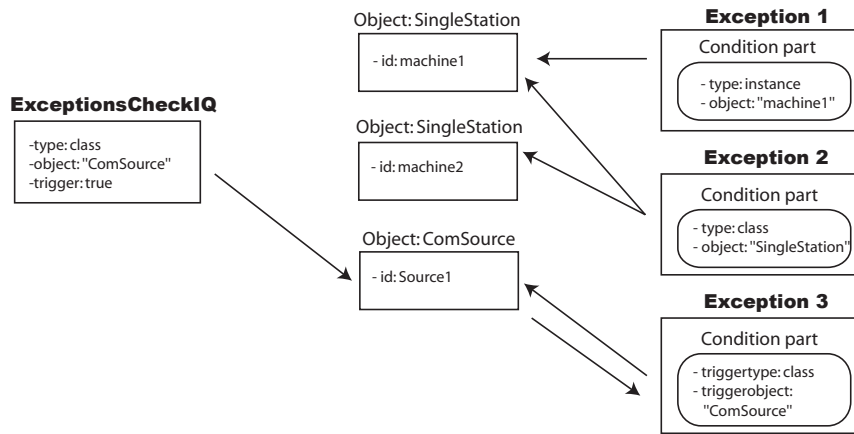 ExceptionsCheckIQ
-type: class
-object: "ComSource"
-trigger: true
Object: SingleStation
- id: machine1
Object: SingleStation
- id: machine2
Object: ComSource
- id: Source1
Exception 1
Condition part
- type: instance
- object: "machine1"
Exception 2
Condition part
- type: class
- object: "SingleStation"
Exception 3
Condition part
- triggertype: class
- triggerobject:
"ComSource"